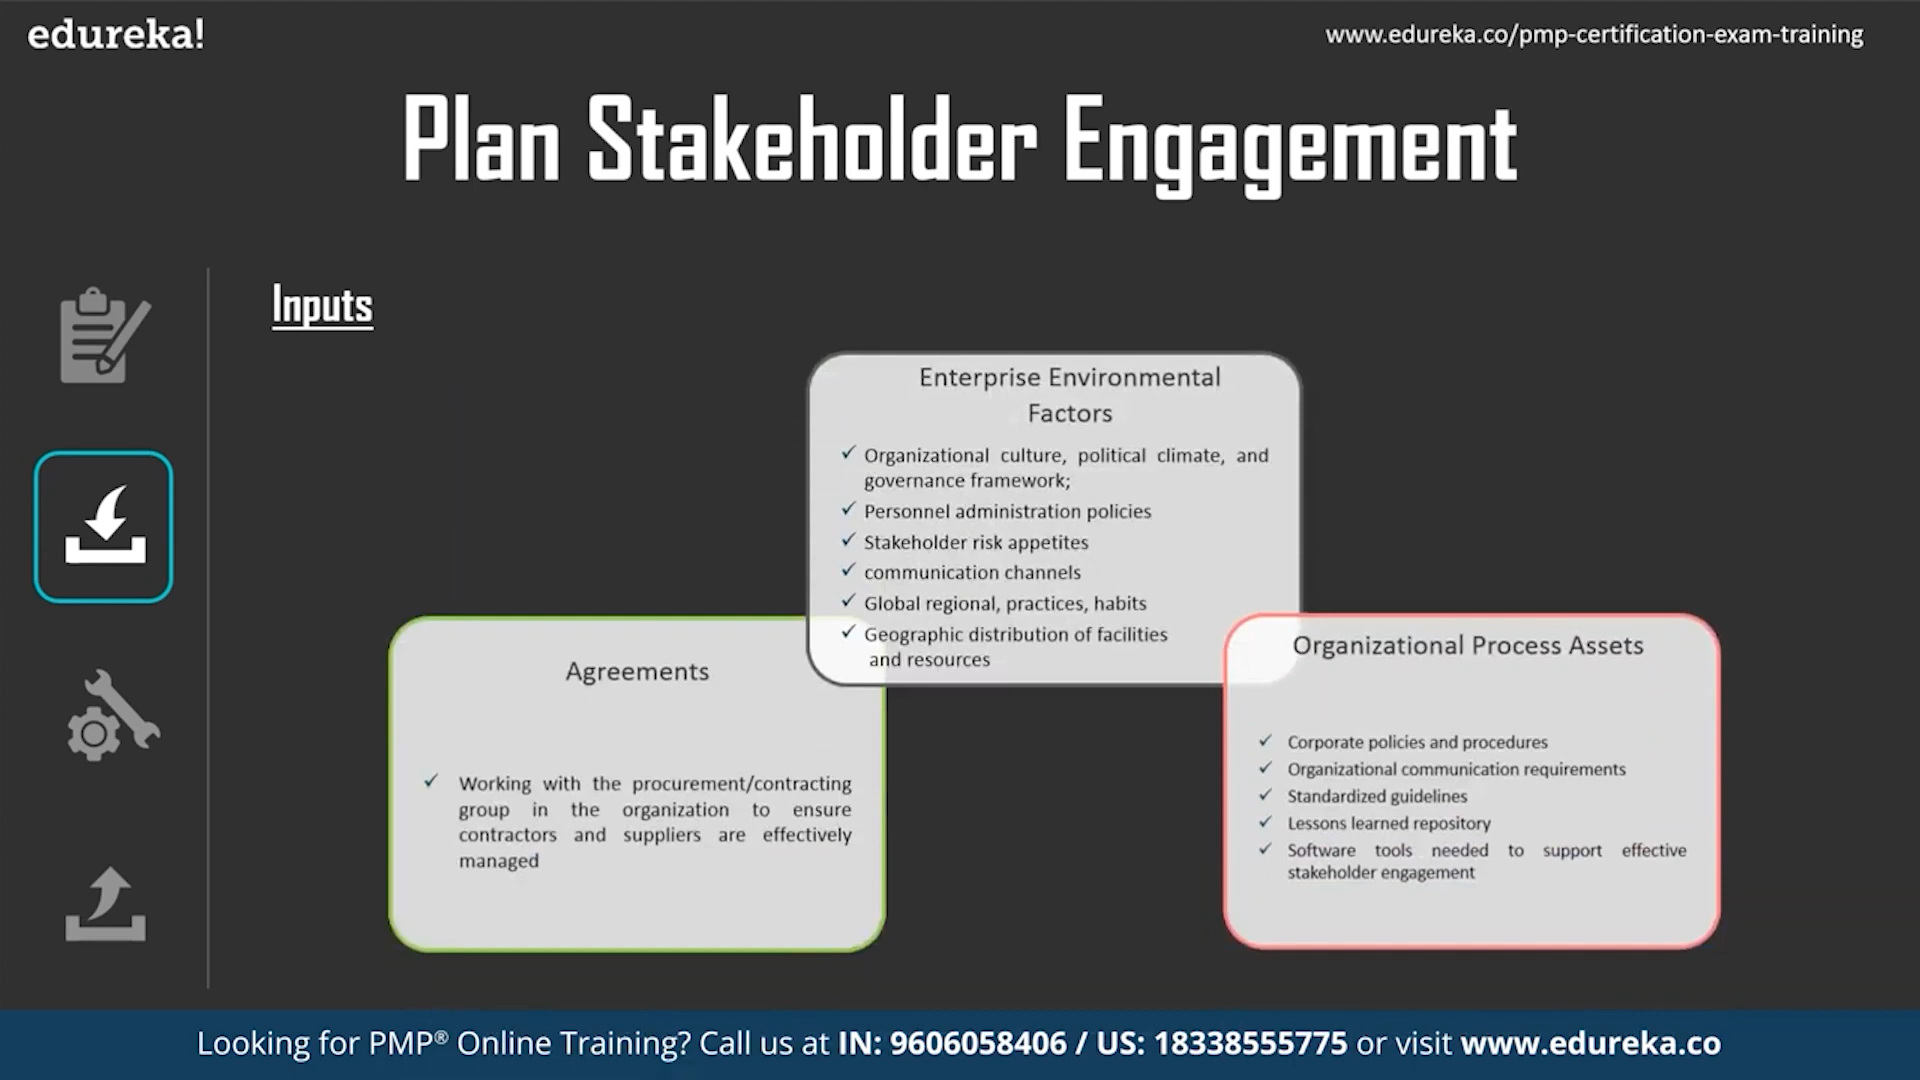 edureka!
www.edureka.co/pmp-certification-exam-training
Plan Stakeholder Engagement
Inputs
Enterprise Environmental
Factors
✓ Organizational culture, political climate, and
governance framework;
✓ Personnel administration policies
✓ Stakeholder risk appetites
✓ communication channels
✓ Global regional, practices, habits
✓ Geographic distribution of facilities
and resources
Agreements
✓ Working with the procurement/contracting
group in the organization to ensure
contractors and suppliers are effectively
managed
Organizational Process Assets
✓ Corporate policies and procedures
✓ Organizational communication requirements
✓ Standardized guidelines
✓ Lessons learned repository
✓ Software tools needed to support effective
stakeholder engagement
Looking for PMP® Online Training? Call us at IN: 9606058406 / US: 18338555775 or visit www.edureka.co